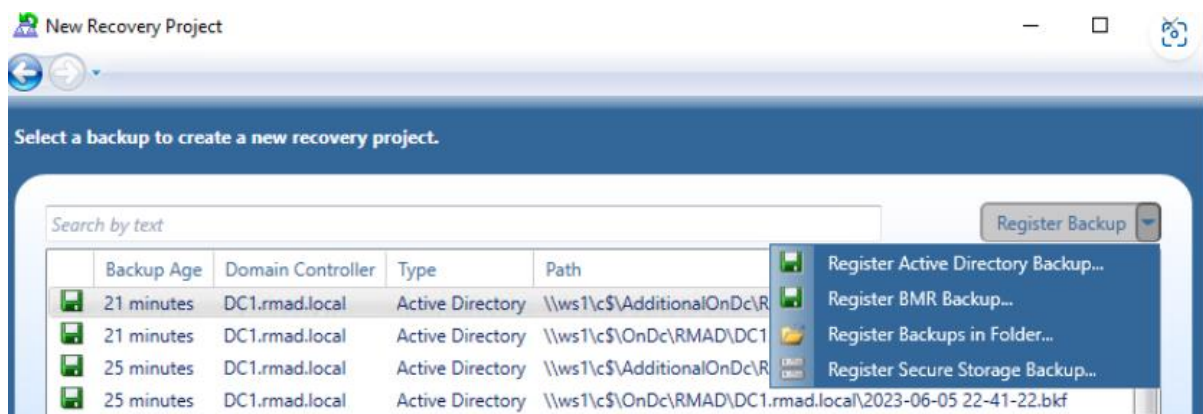 New Recovery Project
Select a backup to create a new recovery project.
Search by text
Register Backup
Backup Age Domain Controller Type Path
21 minutes DC1.rmad.local Active Directory \\ws1\c$\AdditionalOnDc\R
21 minutes DC1.rmad.local Active Directory \\ws1\c$\OnDc\RMAD\DC1
25 minutes DC1.rmad.local Active Directory \\ws1\c$\AdditionalOnDc\R
25 minutes DC1.rmad.local Active Directory \\ws1\c$\OnDc\RMAD\DC1.rmad.local\2023-06-05 22-41-22.bkf
Register Active Directory Backup...
Register BMR Backup...
Register Backups in Folder...
Register Secure Storage Backup...